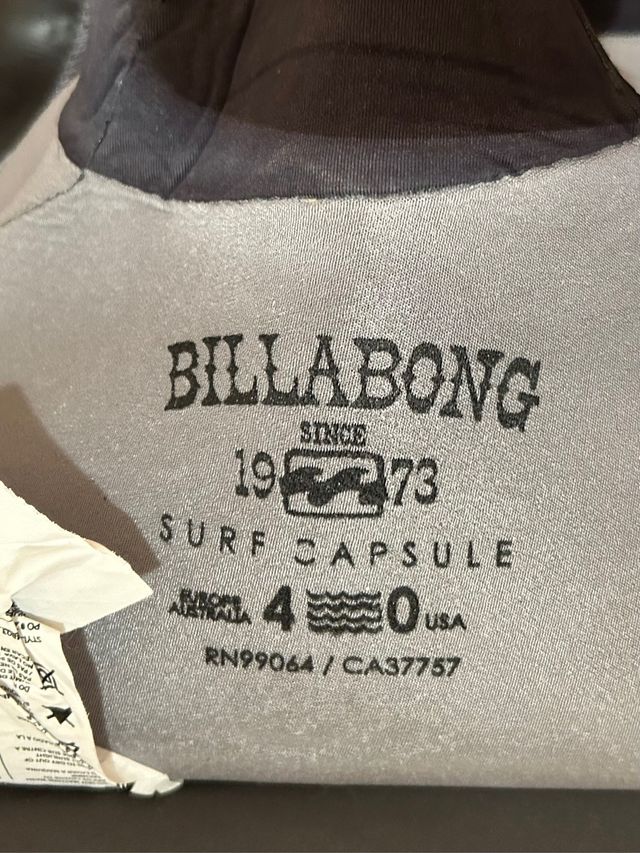 BILLABONG
SINCE
19 73
SURF CAPSULE
EUROPE
AUSTRALIA 4 0 USA
RN99064 / CA37757